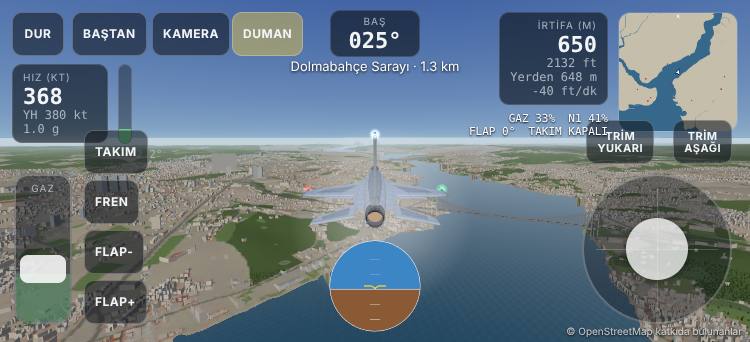 DUR
BAŞTAN
KAMERA
DUMAN
BAŞ
025°
Dolmabahçe Sarayı · 1.3 km
İRTİFA (M)
650
2132 ft
Yerden 648 m
-40 ft/dk
HIZ (KT)
368
YH 380 kt
1.0 g
GAZ 33% N1 41%
FLAP 0° TAKIM KAPALI
TRİM YUKARI
TRİM AŞAĞI
TAKIM
GAZ
FREN
FLAP-
FLAP+
© OpenStreetMap katkıda bulunanlar